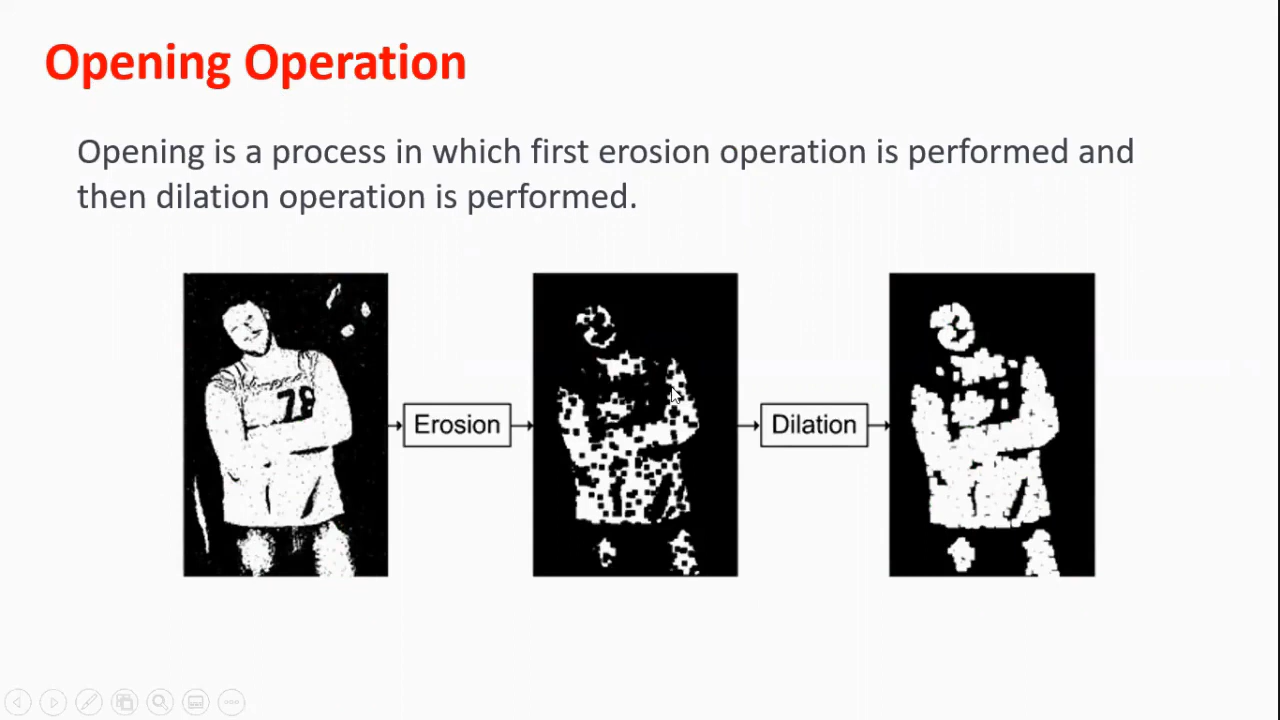 Opening Operation
Opening is a process in which first erosion operation is performed and
then dilation operation is performed.
78
Erosion
Dilation